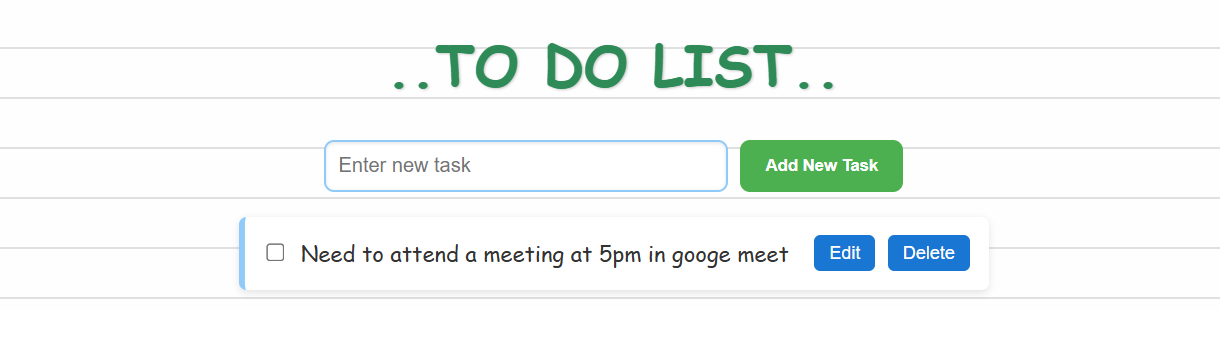 ..TO DO LIST..
Enter new task
Add New Task
Need to attend a meeting at 5pm in googe meet
Edit
Delete